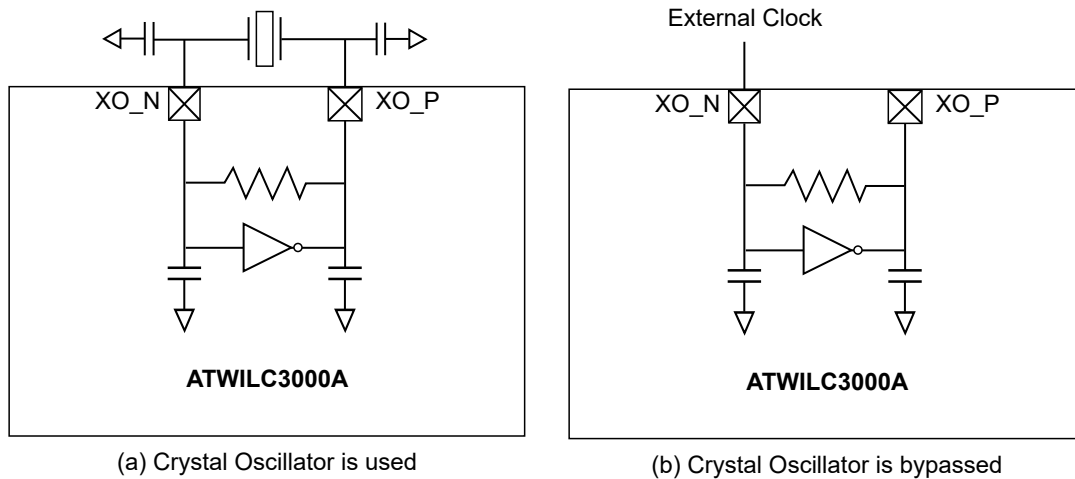 External Clock
XO_N
XO_P
XO_N
XO_P
ATWILC3000A
ATWILC3000A
(a) Crystal Oscillator is used
(b) Crystal Oscillator is bypassed